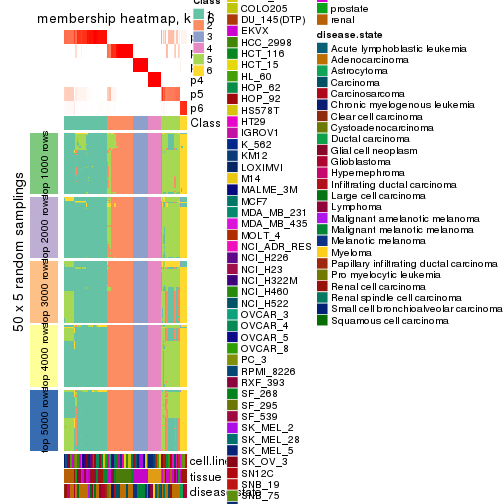 membership heatmap, k = 6
p4
p5
p6
Class
50 x 5 random samplings
top 1000 rows
top 2000 rows
top 3000 rows
top 4000 rows
top 5000 rows
cell.line
tissue
disease.state
Class
1
2
3
4
5
6
COLO205
DU_145(DTP)
EKVX
HCC_2998
HCT_116
HCT_15
HL_60
HOP_62
HOP_92
HS578T
HT29
IGROV1
K_562
KM12
LOXIMVI
M14
MALME_3M
MCF7
MDA_MB_231
MDA_MB_435
MOLT_4
NCI_ADR_RES
NCI_H226
NCI_H23
NCI_H322M
NCI_H460
NCI_H522
OVCAR_3
OVCAR_4
OVCAR_5
OVCAR_8
PC_3
RPMI_8226
RXF_393
SF_268
SF_295
SF_539
SK_MEL_2
SK_MEL_28
SK_MEL_5
SK_OV_3
SN12C
SNB_19
SNB_75
prostate
renal
disease.state
Acute lymphoblastic leukemia
Adenocarcinoma
Astrocytoma
Carcinoma
Carcinosarcoma
Chronic myelogenous leukemia
Clear cell carcinoma
Cystoadenocarcinoma
Ductal carcinoma
Glial cell neoplasm
Glioblastoma
Hypernephroma
Infiltrating ductal carcinoma
Large cell carcinoma
Lymphoma
Malignant amelanotic melanoma
Malignant melanotic melanoma
Melanotic melanoma
Myeloma
Papillary infiltrating ductal carcinoma
Pro myelocytic leukemia
Renal cell carcinoma
Renal spindle cell carcinoma
Small cell bronchioalveolar carcinoma
Squamous cell carcinoma